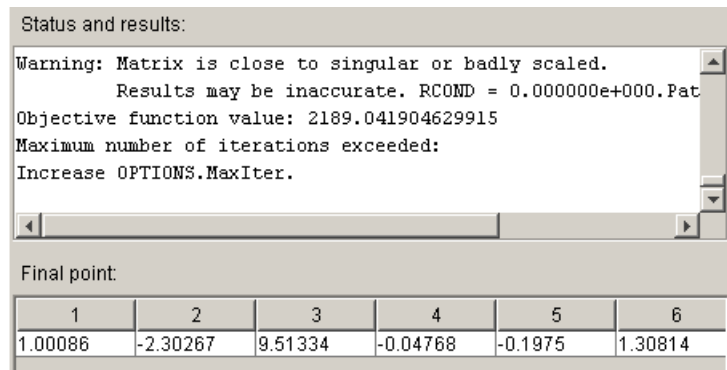 Status and results:
Warning: Matrix is close to singular or badly scaled.
Results may be inaccurate. RCOND = 0.000000e+000.Pat
Objective function value: 2189.041904629915
Maximum number of iterations exceeded:
Increase OPTIONS.MaxIter.
Final point:
1 2 3 4 5 6
1.00086 -2.30267 9.51334 -0.04768 -0.1975 1.30814